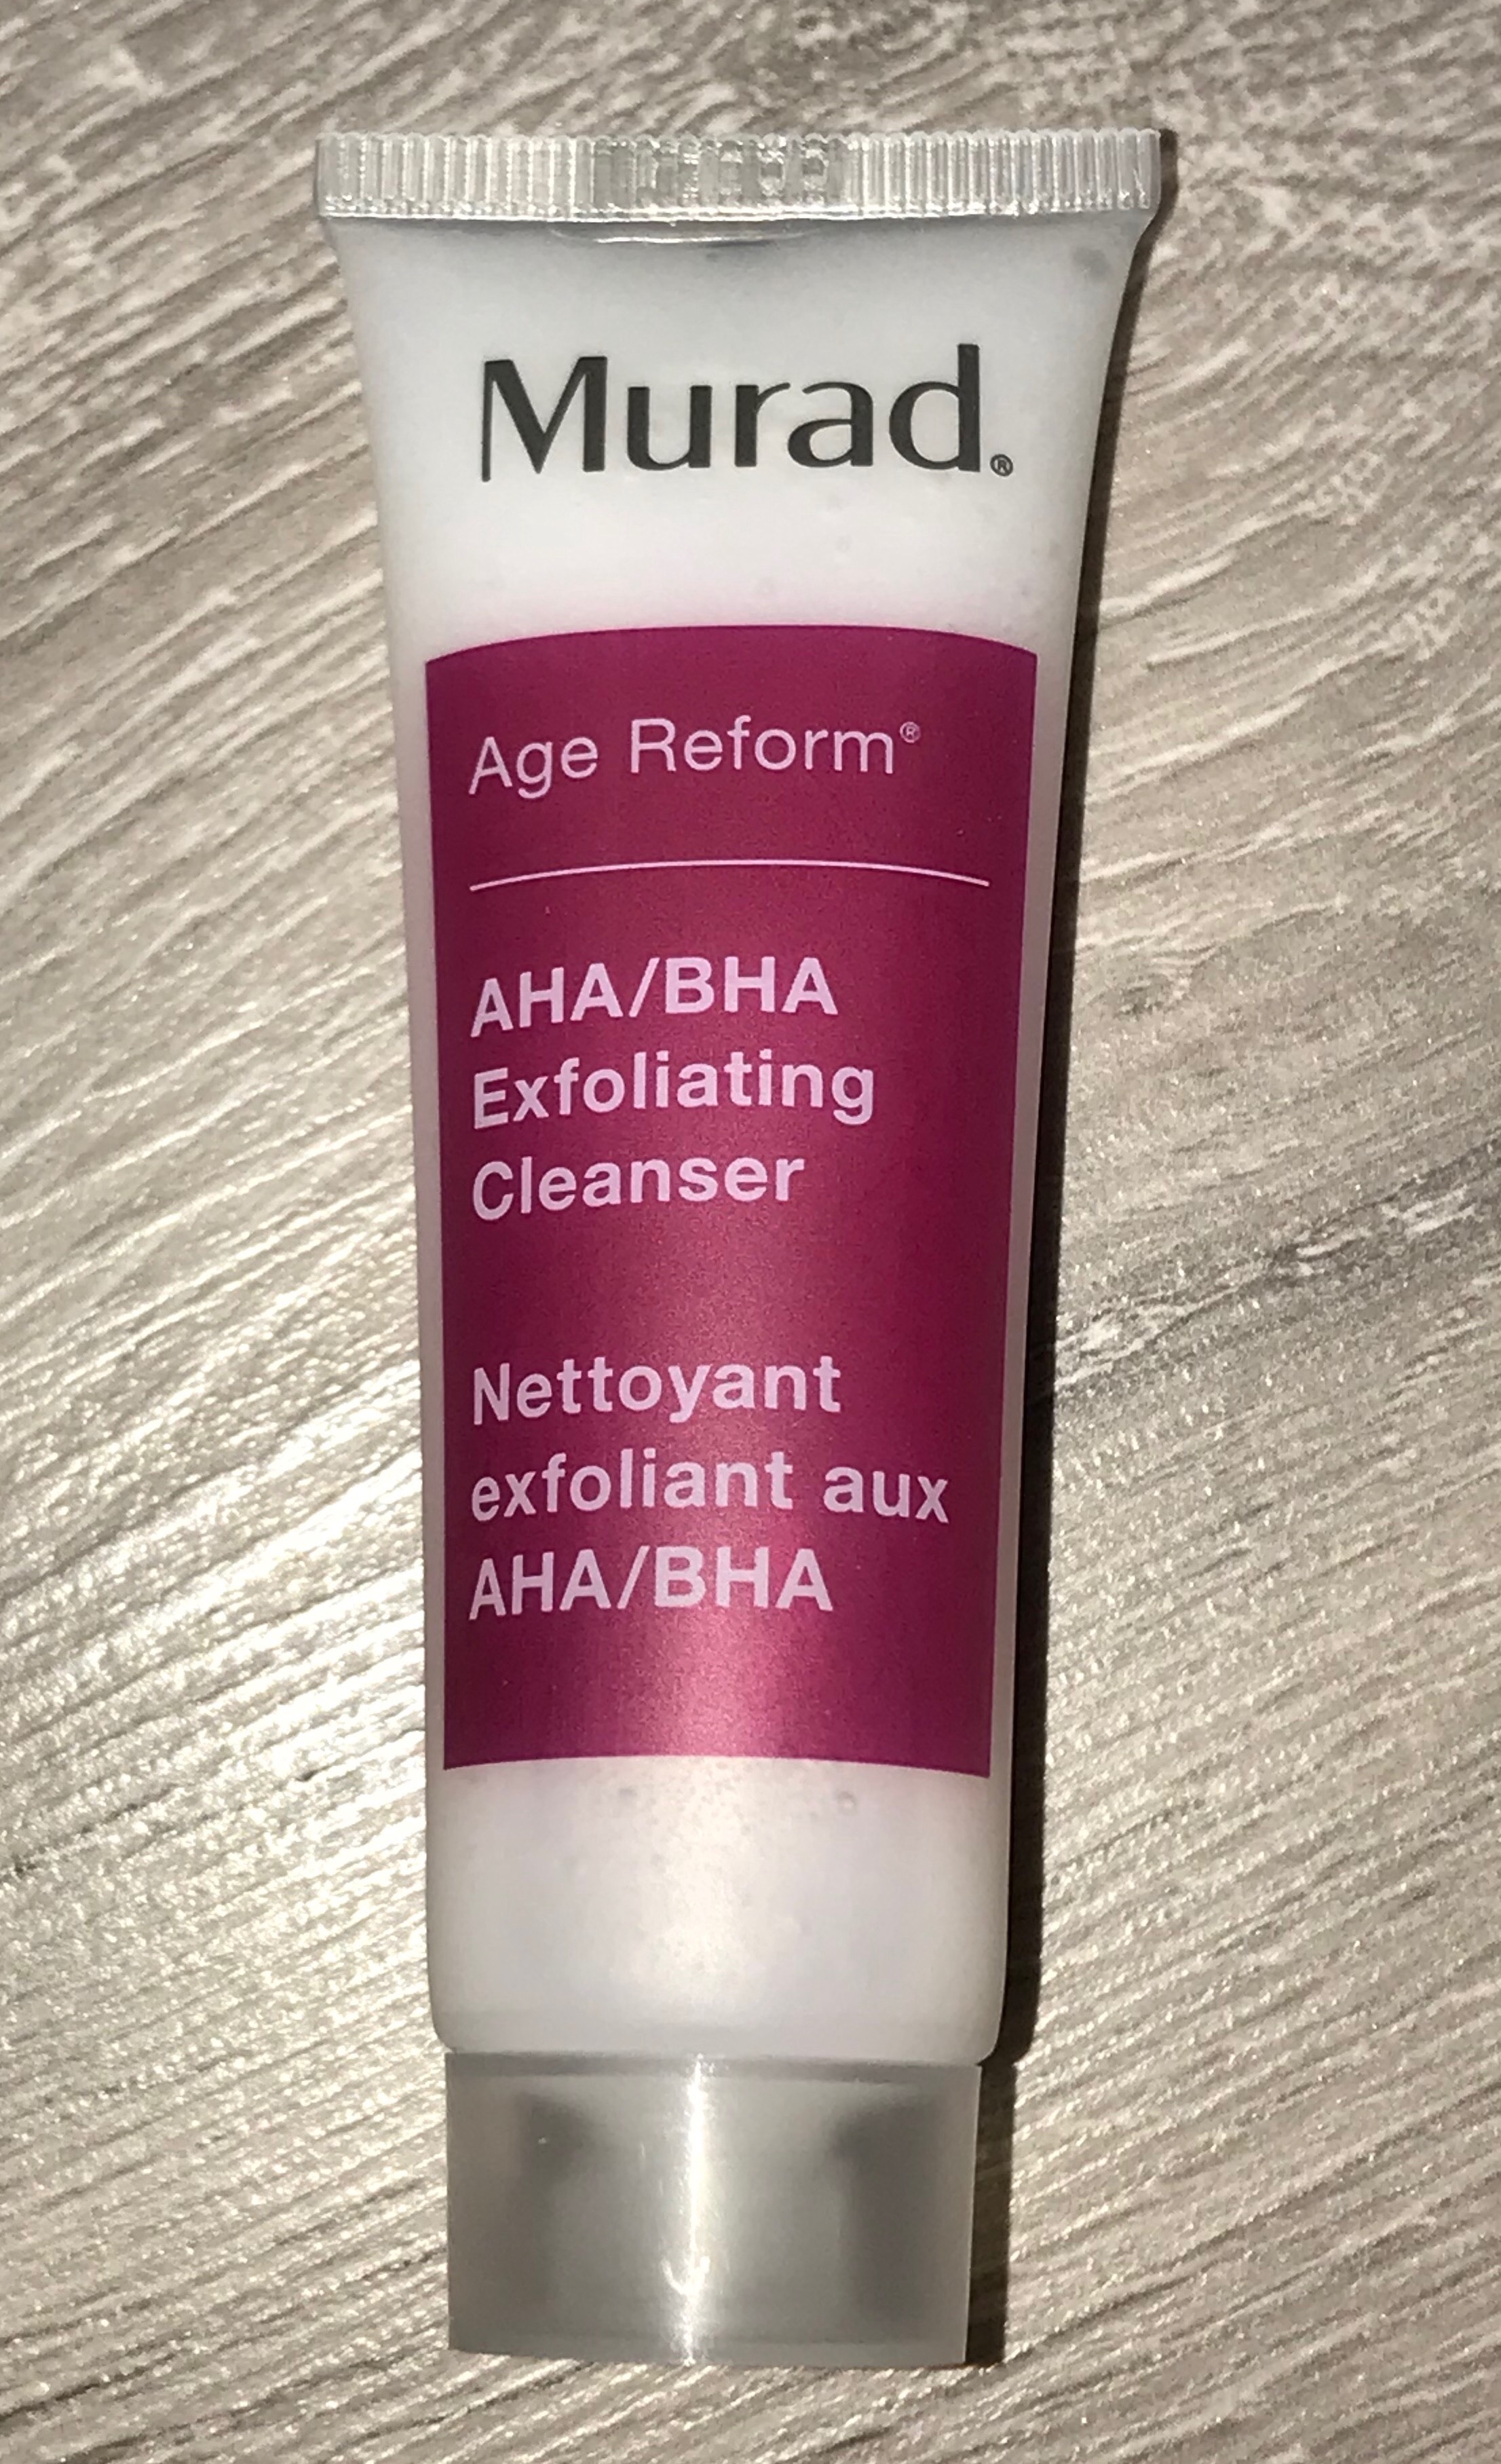 Murad.®
Age Reform®
AHA/BHA
Exfoliating
Cleanser
Nettoyant
exfoliant aux
AHA/BHA